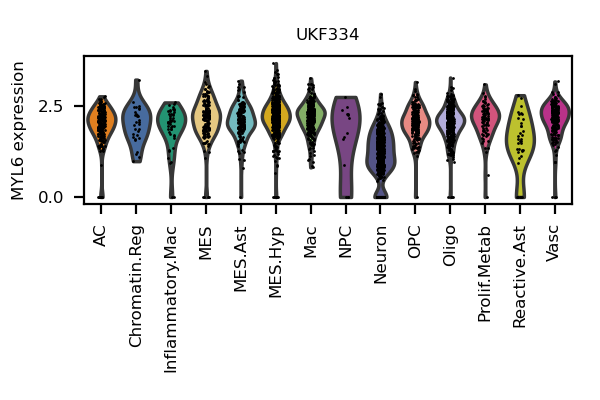 UKF334
MYL6 expression
2.5
0.0
AC
Chromatin.Reg
Inflammatory.Mac
MES
MES.Ast
MES.Hyp
Mac
NPC
Neuron
OPC
Oligo
Prolif.Metab
Reactive.Ast
Vasc